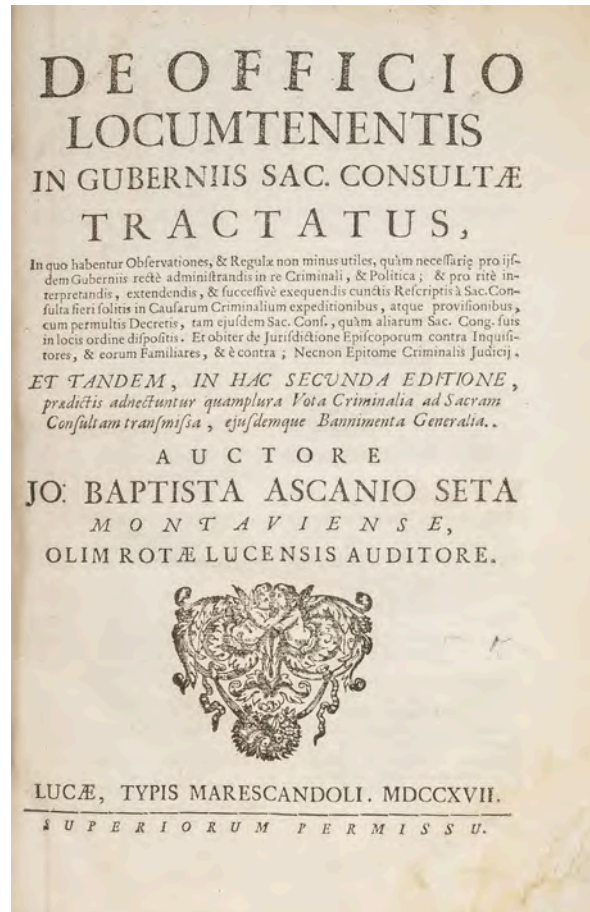 DE OFFICIO
LOCUMTENENTIS
IN GUBERNIIS SAC. CONSULTÆ
TRACTATUS,
In quo habentur Obſervationes, & Regulæ non minus utiles, quàm neceſſarię pro ijſ-
dem Guberniis rectè adminiſtrandis in re Criminali, & Politica; & pro ritè in-
terpretandis, extendendis, & ſucceſſivè exequendis cunctis Reſcriptis à Sac. Con-
ſulta fieri ſolitis in Cauſarum Criminalium expeditionibus, atque proviſionibus,
cum permultis Decretis, tam ejuſdem Sac. Conſ., quàm aliarum Sac. Cong. ſuis
in locis ordine diſpoſitis. Et obiter de Juriſdictione Epiſcoporum contra Inquiſi-
tores, & eorum Familiares, & è contra; Necnon Epitome Criminalis Judicij.
ET TANDEM, IN HAC SECVNDA EDITIONE,
prædictis adnectuntur quamplura Vota Criminalia ad Sacram
Conſultam tranſmiſſa, ejuſdemque Bannimenta Generalia..
AUCTORE
JO: BAPTISTA ASCANIO SETA
MONTAVIENSE,
OLIM ROTÆ LUCENSIS AUDITORE.
LUCÆ, TYPIS MARESCANDOLI. MDCCXVII.
SUPERIORUM PERMISSU.